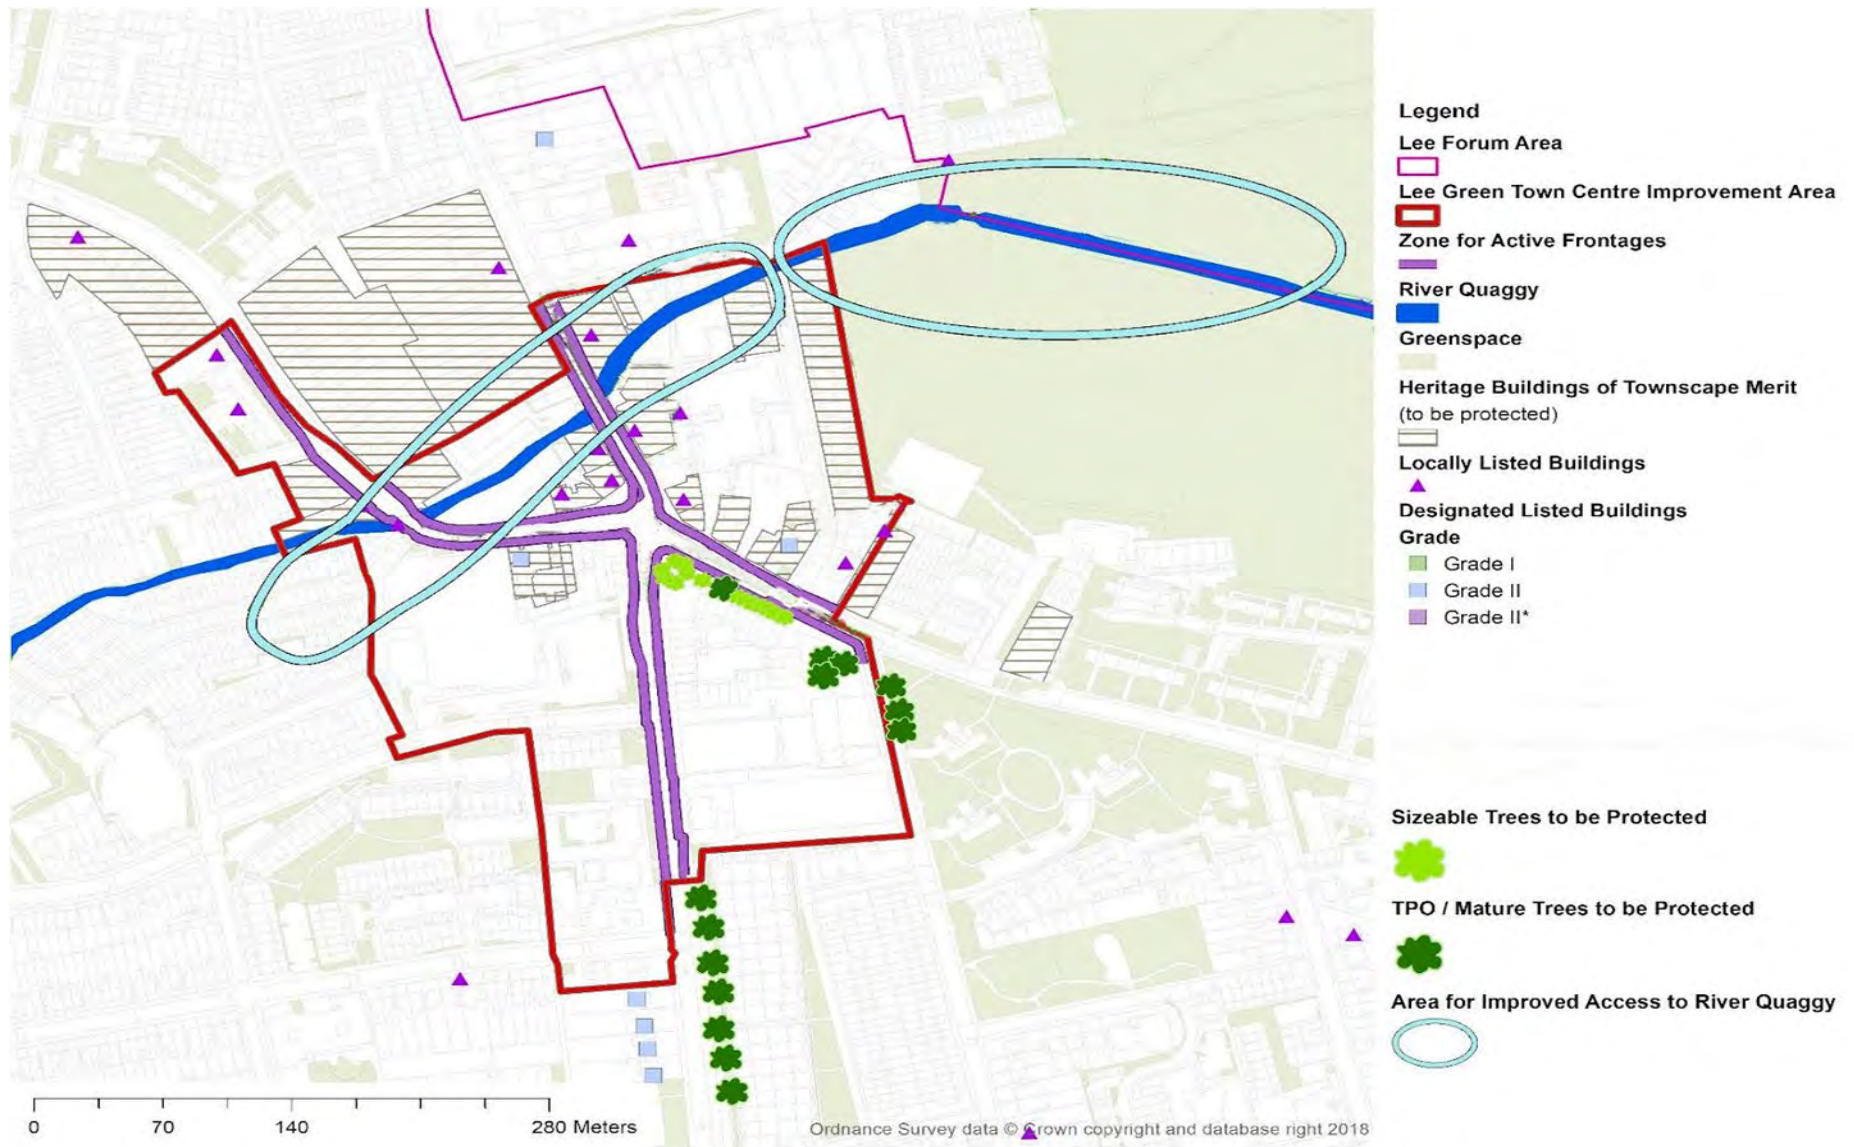 Legend
Lee Forum Area
Lee Green Town Centre Improvement Area
Zone for Active Frontages
River Quaggy
Greenspace
Heritage Buildings of Townscape Merit
(to be protected)
Locally Listed Buildings
Designated Listed Buildings
Grade
Grade I
Grade II
Grade II*
Sizeable Trees to be Protected
TPO / Mature Trees to be Protected
Area for Improved Access to River Quaggy
0 70 140 280 Meters
Ordnance Survey data © Crown copyright and database right 2018